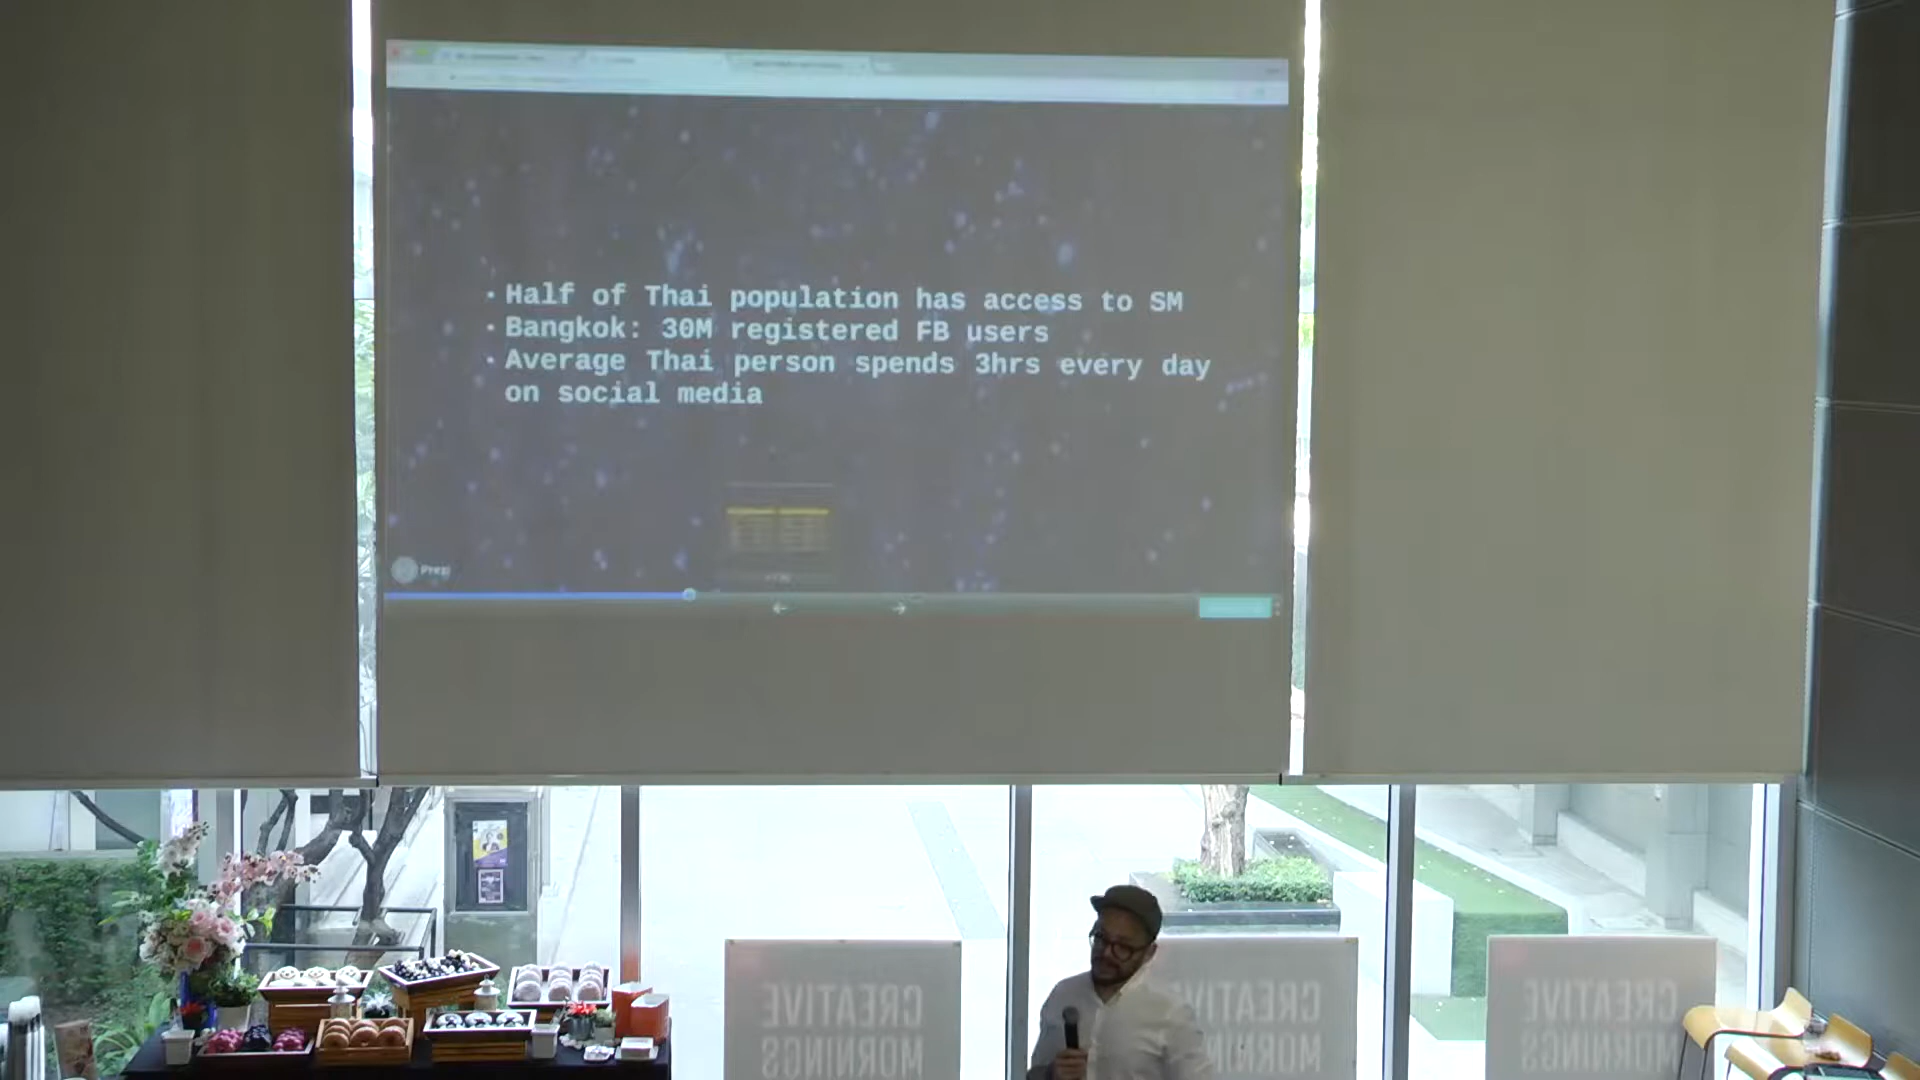 · Half of Thai population has access to SM
· Bangkok: 30M registered FB users
· Average Thai person spends 3hrs every day
on social media
Prezi
CREATIVE
MORNINGS
CREATIVE
MORNINGS
CREATIVE
MORNINGS